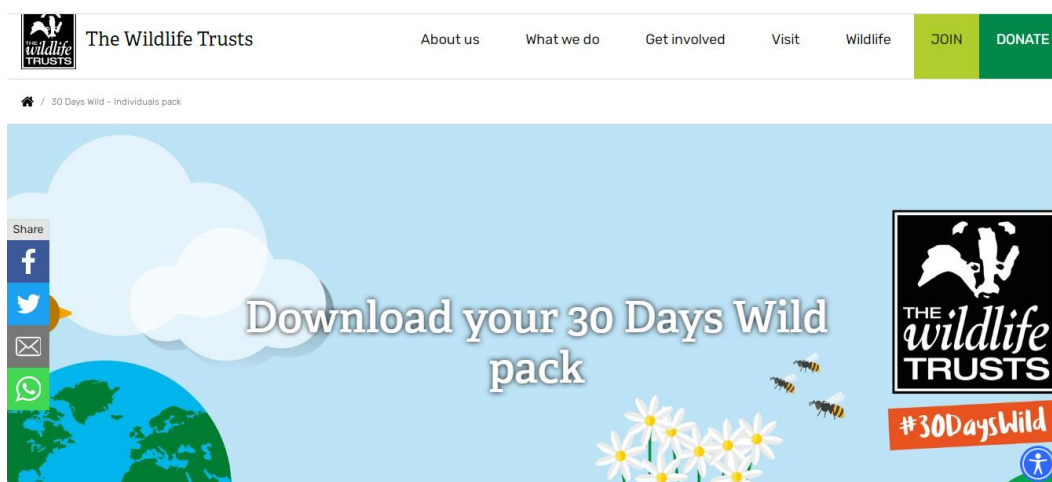 THE
wildlife
TRUSTS
The Wildlife Trusts
About us
What we do
Get involved
Visit
Wildlife
JOIN
DONATE
/ 30 Days Wild - Individuals pack
Share
Download your 30 Days Wild
pack
THE
wildlife
TRUSTS
#30DaysWild